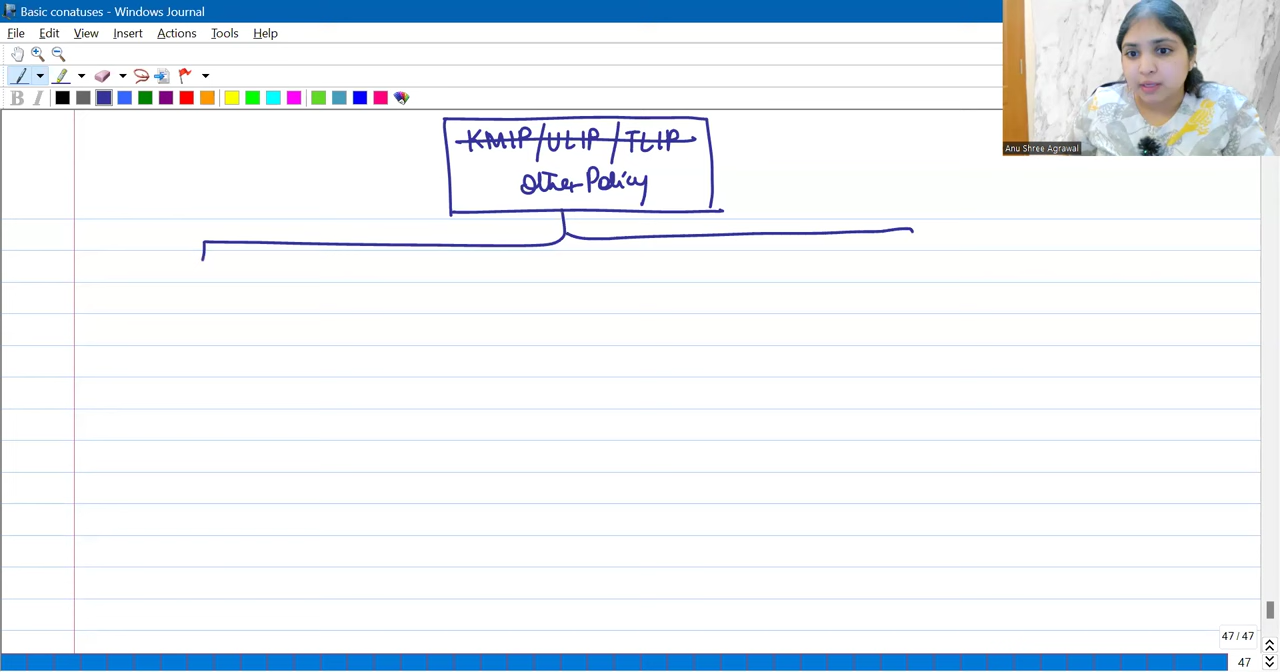 Basic conatuses - Windows Journal
File Edit View Insert Actions Tools Help
B I
KMIP/ULIP/TLIP
Other Policy
Anu Shree Agrawal
47 / 47
47